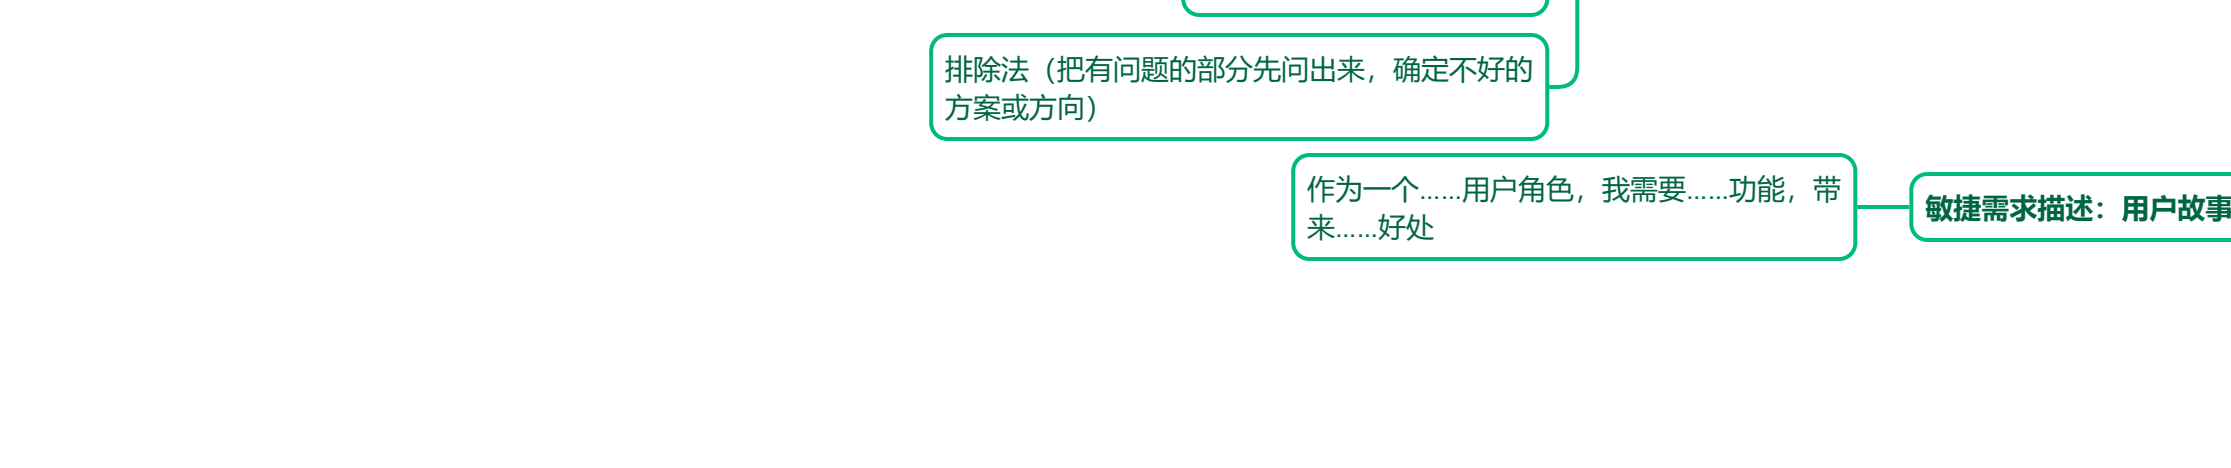 排除法（把有问题的部分先问出来，确定不好的
方案或方向）
作为一个……用户角色，我需要……功能，带
来……好处
敏捷需求描述：用户故事